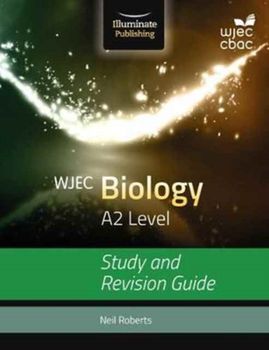 Illuminate
Publishing
wjec
cbac
WJEC Biology
A2 Level
Study and
Revision Guide
Neil Roberts